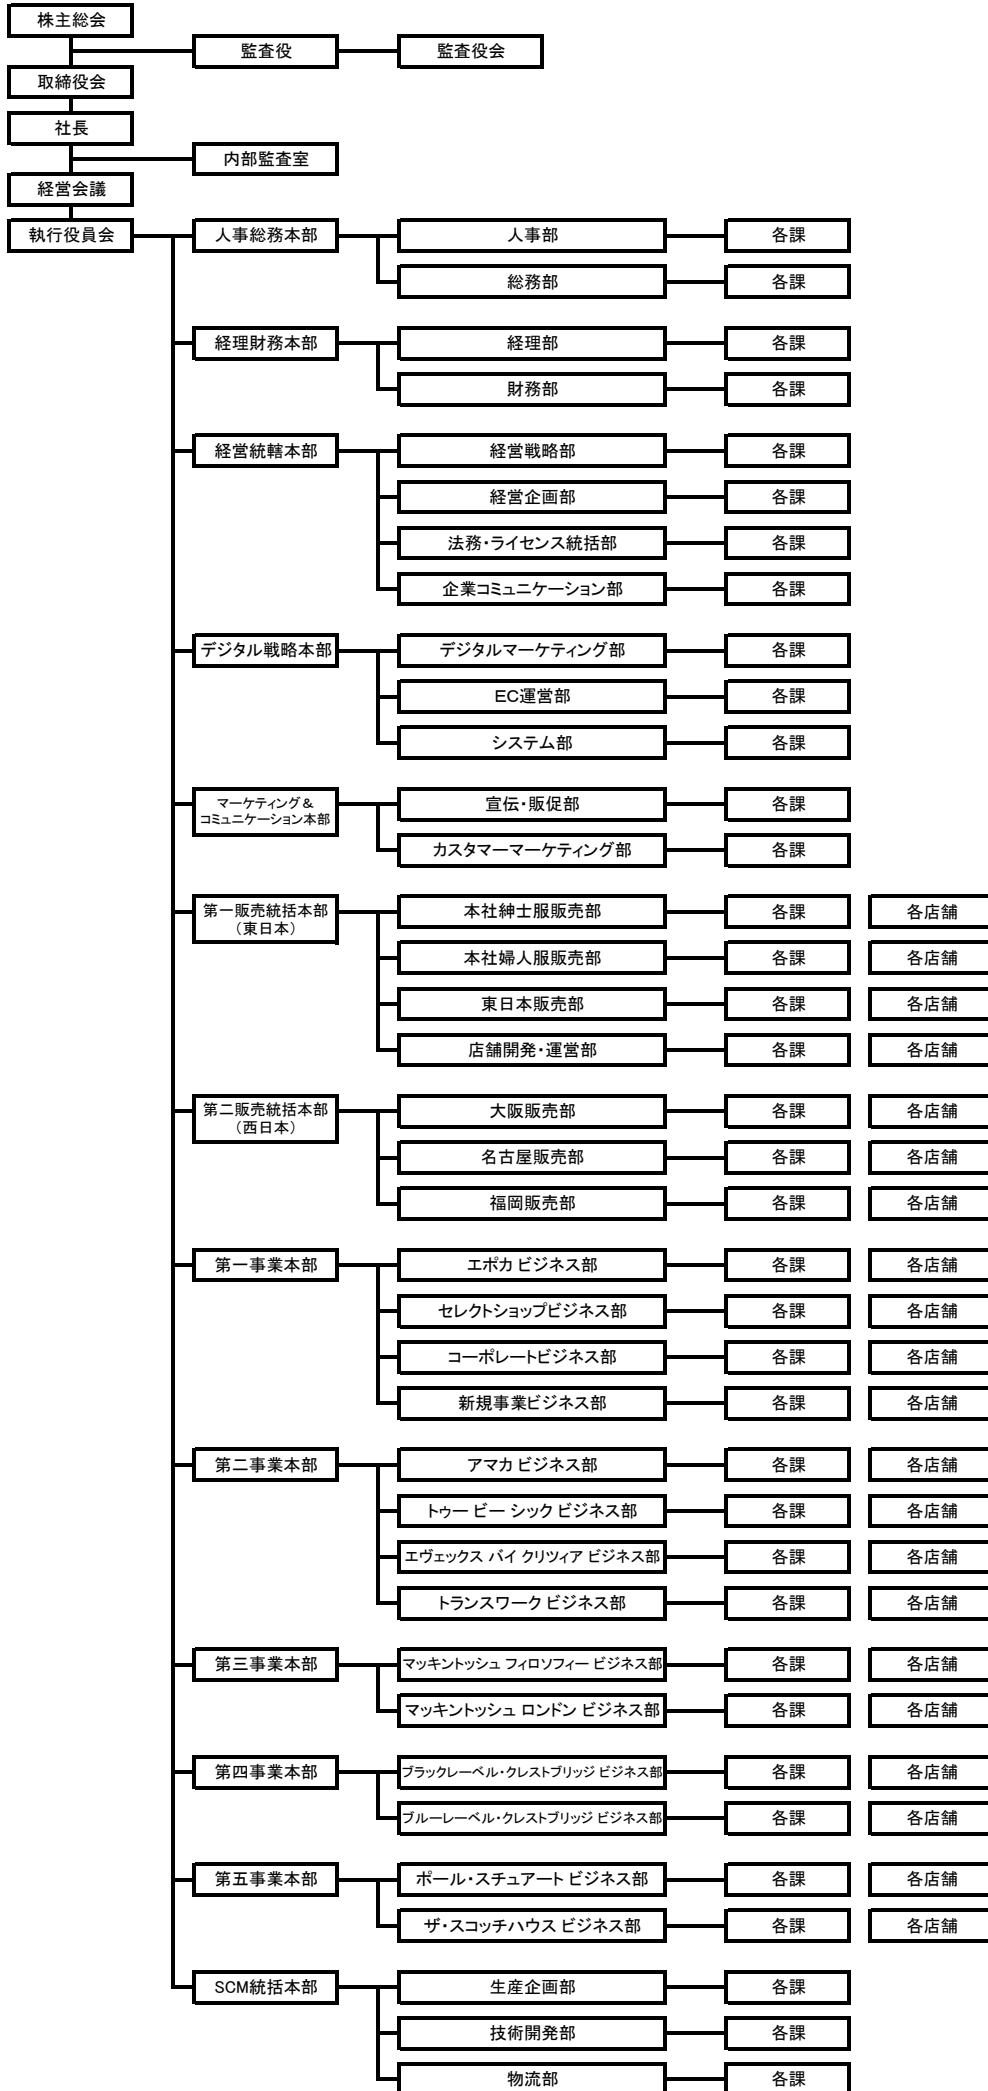 株主総会
監査役 監査役会
取締役会
社長
内部監査室
経営会議
執行役員会 人事総務本部 人事部 各課
総務部 各課
経理財務本部 経理部 各課
財務部 各課
経営統轄本部 経営戦略部 各課
経営企画部 各課
法務・ライセンス統括部 各課
企業コミュニケーション部 各課
デジタル戦略本部 デジタルマーケティング部 各課
EC運営部 各課
システム部 各課
マーケティング&
コミュニケーション本部
宣伝・販促部 各課
カスタマーマーケティング部 各課
第一販売統括本部
(東日本)
本社紳士服販売部 各課 各店舗
本社婦人服販売部 各課 各店舗
東日本販売部 各課 各店舗
店舗開発・運営部 各課 各店舗
第二販売統括本部
(西日本)
大阪販売部 各課 各店舗
名古屋販売部 各課 各店舗
福岡販売部 各課 各店舗
第一事業本部 エポカ ビジネス部 各課 各店舗
セレクトショップビジネス部 各課 各店舗
コーポレートビジネス部 各課 各店舗
新規事業ビジネス部 各課 各店舗
第二事業本部 アマカ ビジネス部 各課 各店舗
トゥー ビー シック ビジネス部 各課 各店舗
エヴェックス バイ クリツィア ビジネス部 各課 各店舗
トランスワーク ビジネス部 各課 各店舗
第三事業本部 マッキントッシュ フィロソフィー ビジネス部 各課 各店舗
マッキントッシュ ロンドン ビジネス部 各課 各店舗
第四事業本部 ブラックレーベル・クレストブリッジ ビジネス部 各課 各店舗
ブルーレーベル・クレストブリッジ ビジネス部 各課 各店舗
第五事業本部 ポール・スチュアート ビジネス部 各課 各店舗
ザ・スコッチハウス ビジネス部 各課 各店舗
SCM統括本部 生産企画部 各課
技術開発部 各課
物流部 各課